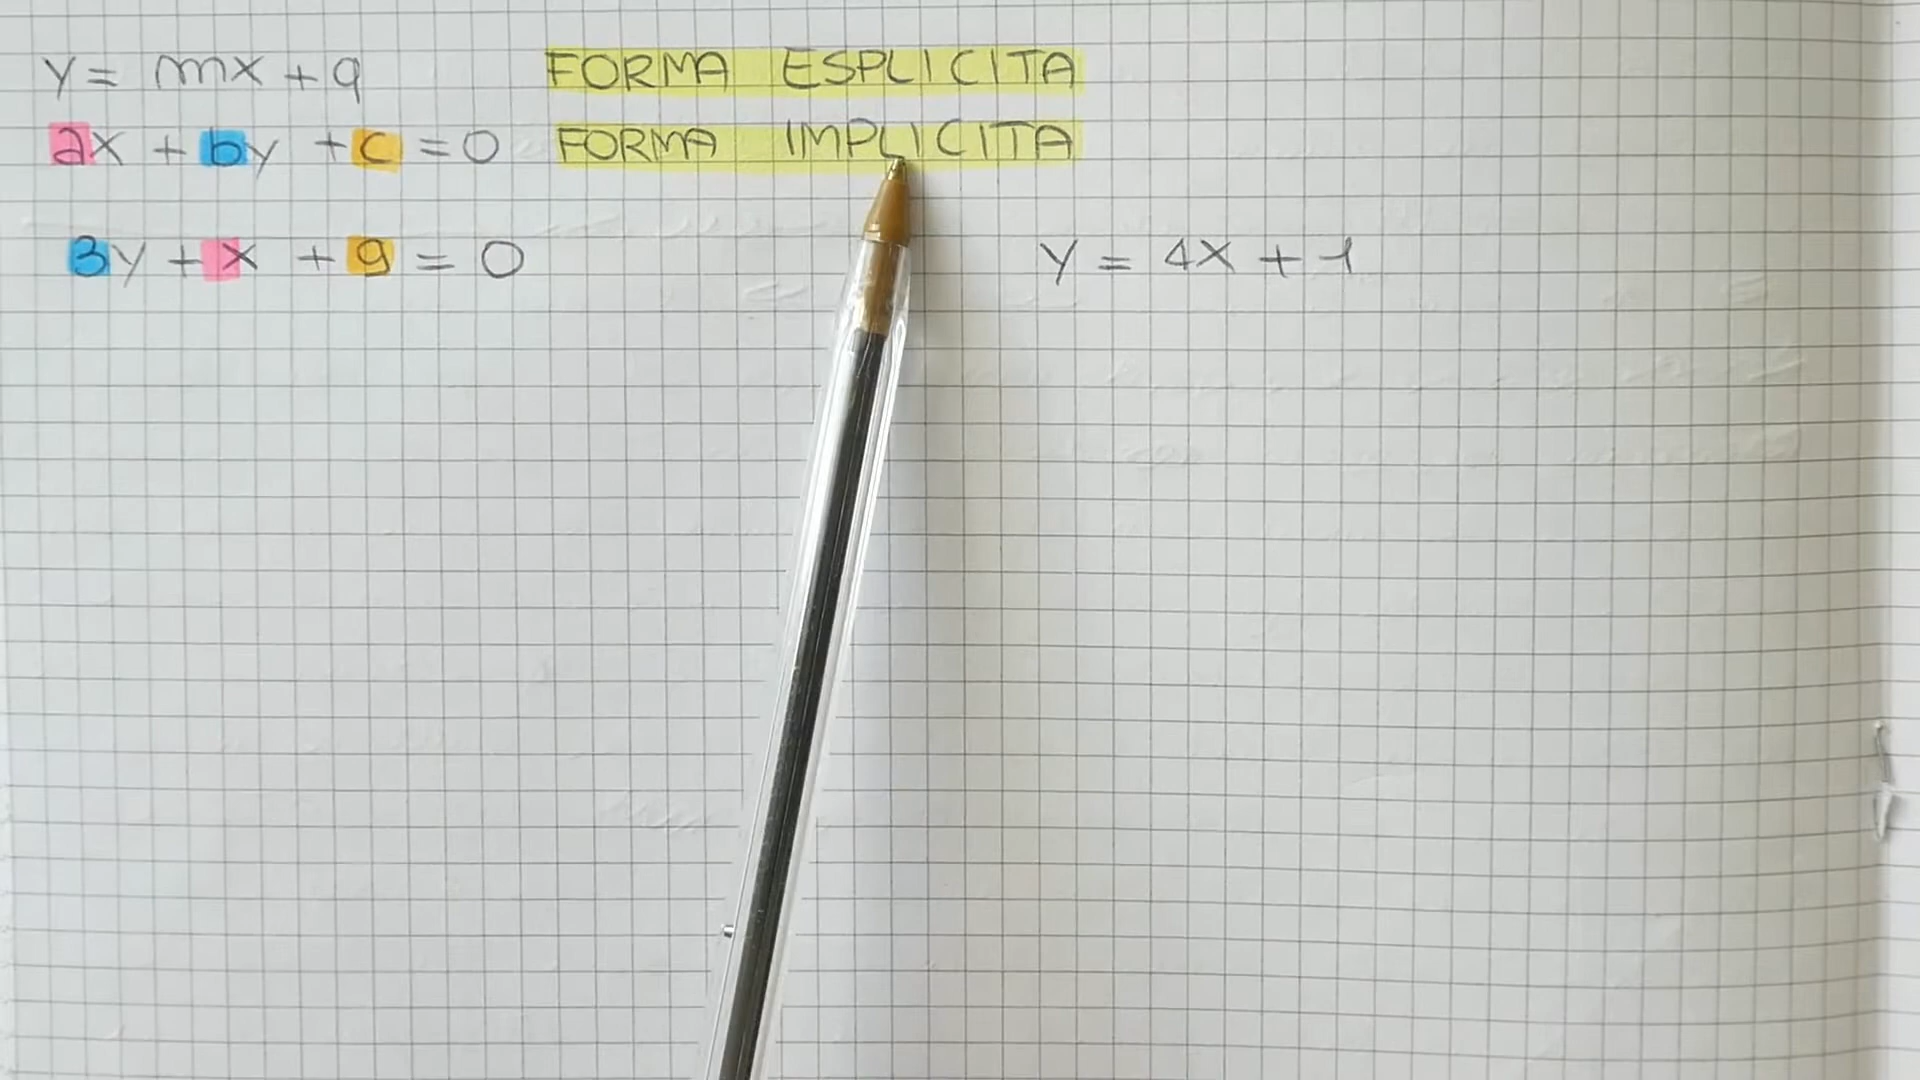 y = mx + q FORMA ESPLICITA
ax + by + c = 0 FORMA IMPLICITA
3y + x + 9 = 0 y = 4x + 1